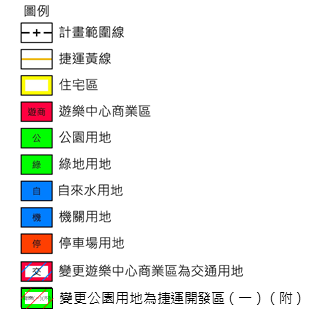 圖例
計畫範圍線
捷運黃線
住宅區
遊商 遊樂中心商業區
公 公園用地
綠 綠地用地
自 自來水用地
機 機關用地
停 停車場用地
交 變更遊樂中心商業區為交通用地
變更公園用地為捷運開發區(一)(附)